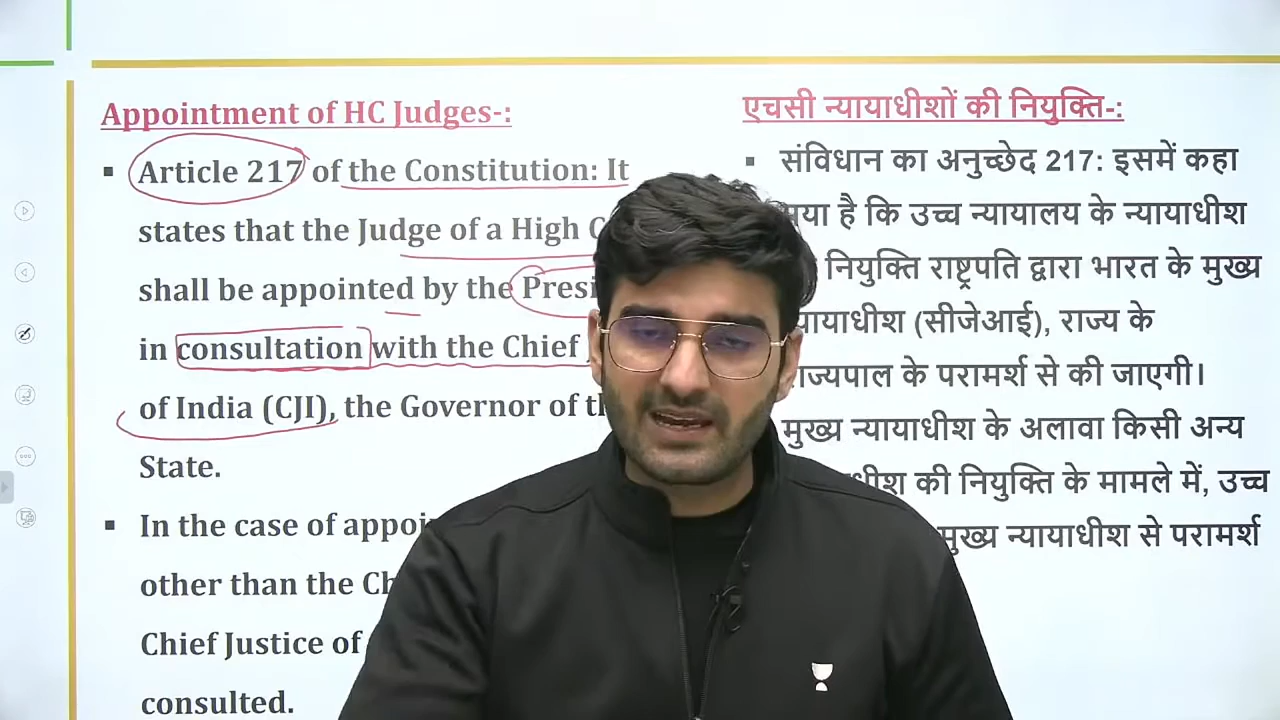 Appointment of HC Judges-:
▪ Article 217 of the Constitution: It
states that the Judge of a High
shall be appointed by the
in consultation with the Chief
of India (CJI), the Governor of
State.
▪ In the case of
other than the
Chief Justice of
consulted.
एचसी न्यायाधीशों की नियुक्ति-:
▪ संविधान का अनुच्छेद 217: इसमें कहा
है कि उच्च न्यायालय के न्यायाधीश
नियुक्ति राष्ट्रपति द्वारा भारत के मुख्य
(सीजेआई), राज्य के
के परामर्श से की जाएगी।
मुख्य न्यायाधीश के अलावा किसी अन्य
की नियुक्ति के मामले में, उच्च
मुख्य न्यायाधीश से परामर्श